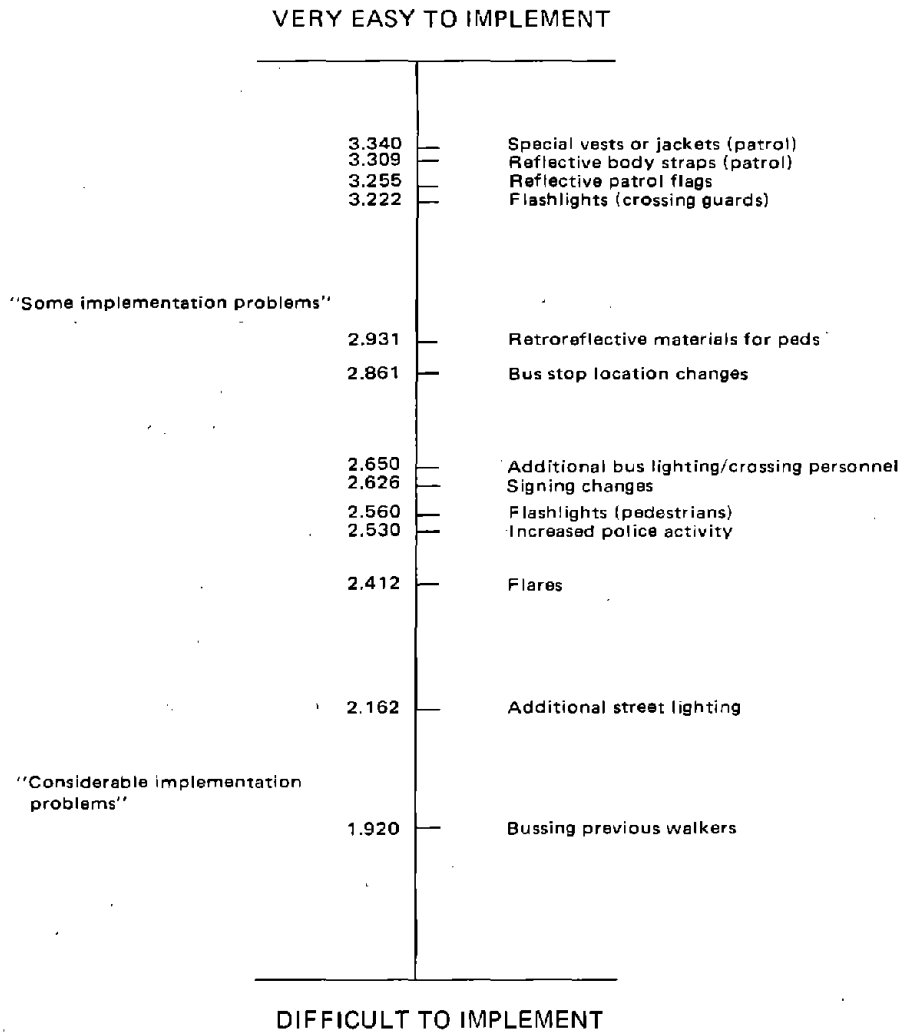 VERY EASY TO IMPLEMENT
3.340 Special vests or jackets (patrol)
3.309 Reflective body straps (patrol)
3.255 Reflective patrol flags
3.222 Flashlights (crossing guards)
"Some implementation problems"
2.931 Retroreflective materials for peds
2.861 Bus stop location changes
2.650 Additional bus lighting/crossing personnel
2.626 Signing changes
2.560 Flashlights (pedestrians)
2.530 Increased police activity
2.412 Flares
2.162 Additional street lighting
"Considerable implementation
problems"
1.920 Bussing previous walkers
DIFFICULT TO IMPLEMENT